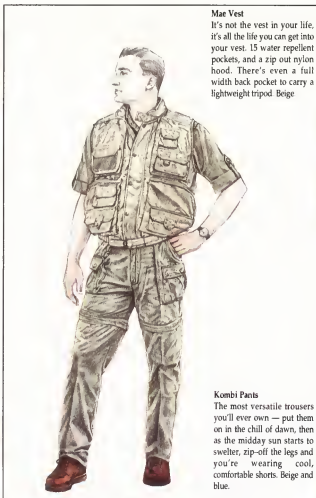 Mae Vest
It's not the vest in your life,
it's all the life you can get into
your vest. 15 water repellent
pockets, and a zip out nylon
hood. There's even a full
width back pocket to carry a
lightweight tripod Beige
Kombi Pants
The most versatile trousers
you'll ever own — put them
on in the chill of dawn, then
as the midday sun starts to
swelter, zip-off the legs and
you're wearing cool,
comfortable shorts. Beige and
blue.